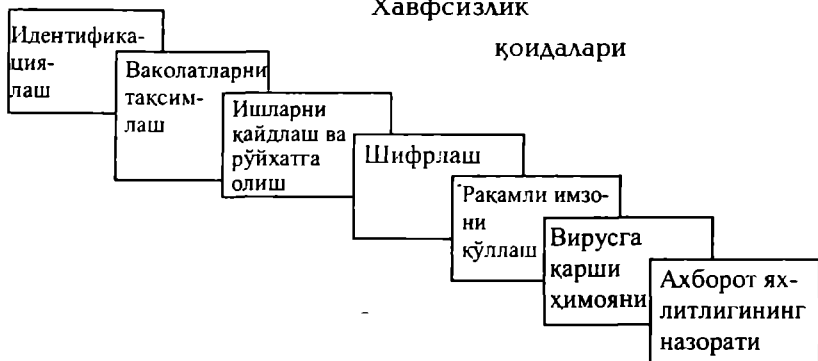 Хавфсизлик
қоидалари
Идентифика-
ция-
лаш
Ваколатларни
тақсим-
лаш
Ишларни
қайдлаш ва
рўйхатга
олиш
Шифрлаш
Рақамли имзо-
ни
қўллаш
Вирусга
қарши
ҳимояни
Ахборот ях-
литлигининг
назорати